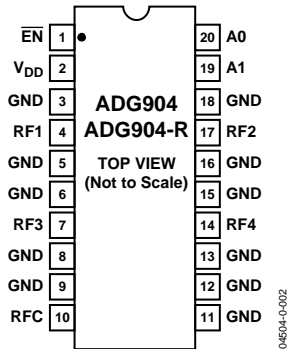 EN 1 20 A0
VDD 2 19 A1
GND 3 18 GND
RF1 4 17 RF2
GND 5 16 GND
GND 6 15 GND
RF3 7 14 RF4
GND 8 13 GND
GND 9 12 GND
RFC 10 11 GND
ADG904
ADG904-R
TOP VIEW
(Not to Scale)
04504-0-002